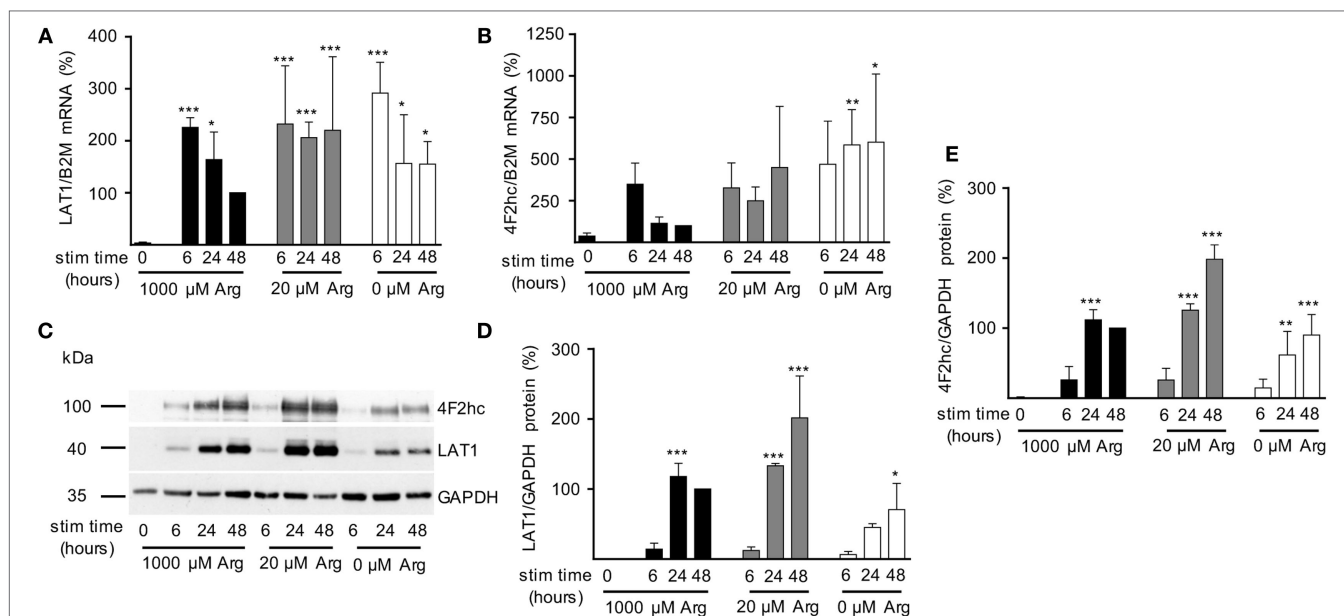 A
LAT1/B2M mRNA (%)
400
300
200
100
*** * *** *** *** *** * *
stim time 0 6 24 48 6 24 48 6 24 48
(hours)
1000 µM Arg 20 µM Arg 0 µM Arg
B
4F2hc/B2M mRNA (%)
1250
1000
750
500
250
** *
0 6 24 48 6 24 48 6 24 48
1000 µM Arg 20 µM Arg 0 µM Arg
C
kDa
100 4F2hc
40 LAT1
35 GAPDH
stim time 0 6 24 48 6 24 48 6 24 48
(hours)
1000 µM Arg 20 µM Arg 0 µM Arg
D
LAT1/GAPDH protein (%)
300
200
100
*** *** *** *
stim time 0 6 24 48 6 24 48 6 24 48
(hours)
1000 µM Arg 20 µM Arg 0 µM Arg
E
4F2hc/GAPDH protein (%)
300
200
100
*** *** *** ** ***
stim time 0 6 24 48 6 24 48 6 24 48
(hours)
1000 µM Arg 20 µM Arg 0 µM Arg